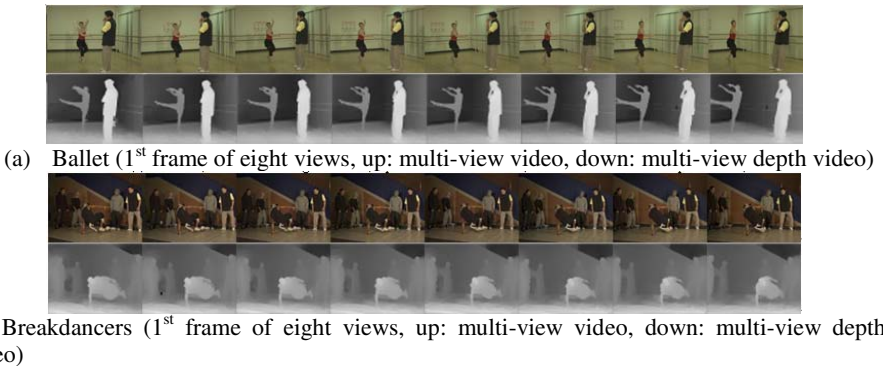 (a) Ballet (1st frame of eight views, up: multi-view video, down: multi-view depth video)
Breakdancers (1st frame of eight views, up: multi-view video, down: multi-view depth